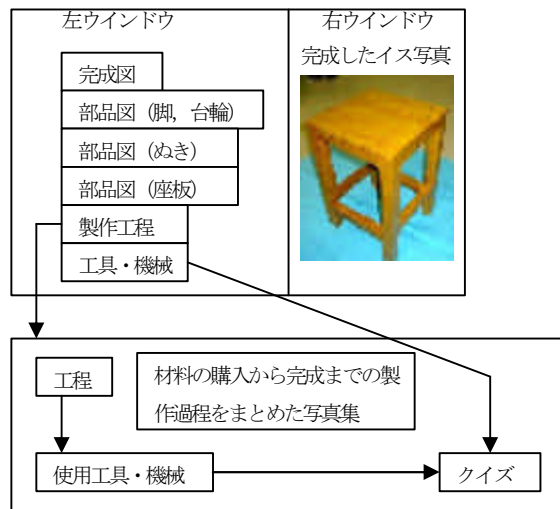 左ウインドウ
完成図
部品図（脚，台輪）
部品図（ぬき）
部品図（座板）
製作工程
工具・機械
右ウインドウ
完成したイス写真
工程
材料の購入から完成までの製
作過程をまとめた写真集
使用工具・機械
クイズ